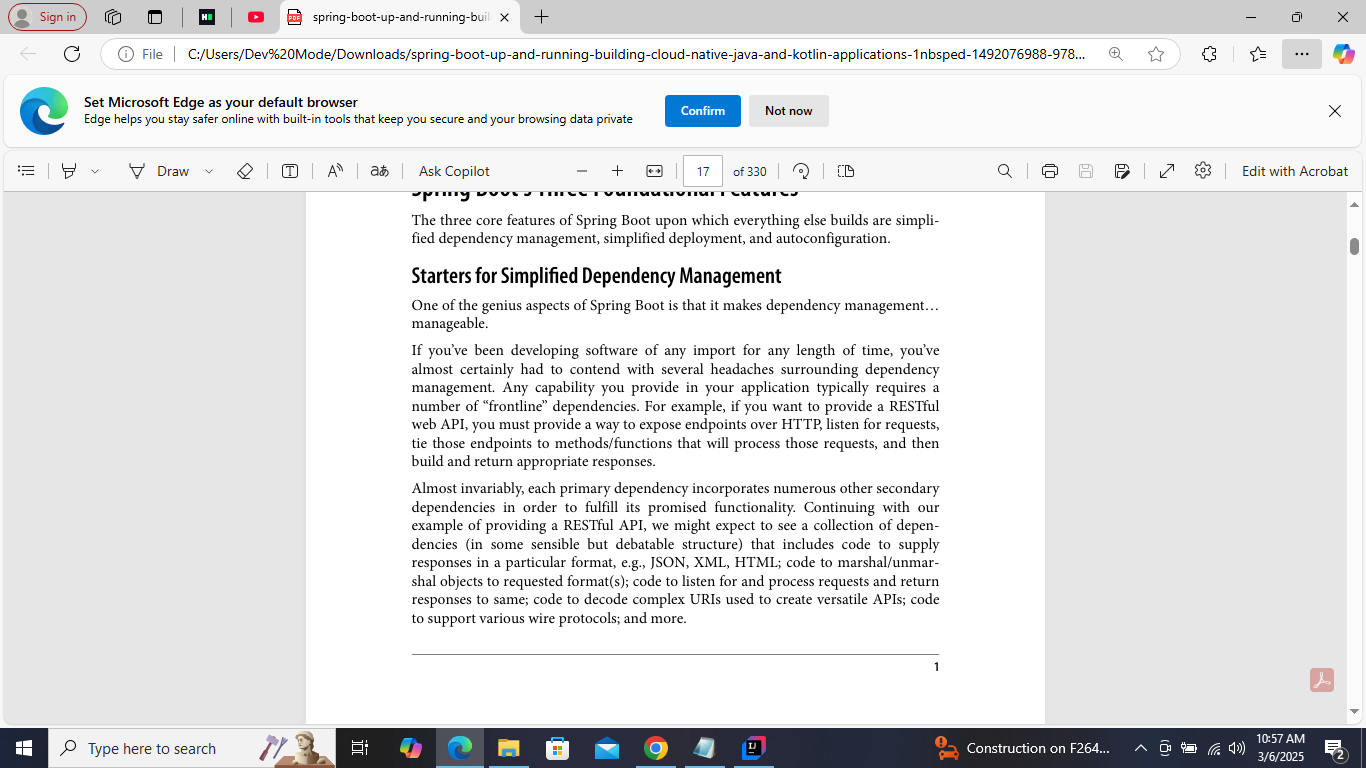 Sign in
spring-boot-up-and-running-buil
File
C:/Users/Dev%20Mode/Downloads/spring-boot-up-and-running-building-cloud-native-java-and-kotlin-applications-1nbsped-1492076988-978...
Set Microsoft Edge as your default browser
Edge helps you stay safer online with built-in tools that keep you secure and your browsing data private
Confirm
Not now
Draw
Ask Copilot
17
of 330
Edit with Acrobat
Spring Boot's Three Foundational Features
The three core features of Spring Boot upon which everything else builds are simpli-
fied dependency management, simplified deployment, and autoconfiguration.
Starters for Simplified Dependency Management
One of the genius aspects of Spring Boot is that it makes dependency management…
manageable.
If you’ve been developing software of any import for any length of time, you’ve
almost certainly had to contend with several headaches surrounding dependency
management. Any capability you provide in your application typically requires a
number of “frontline” dependencies. For example, if you want to provide a RESTful
web API, you must provide a way to expose endpoints over HTTP, listen for requests,
tie those endpoints to methods/functions that will process those requests, and then
build and return appropriate responses.
Almost invariably, each primary dependency incorporates numerous other secondary
dependencies in order to fulfill its promised functionality. Continuing with our
example of providing a RESTful API, we might expect to see a collection of depen-
dencies (in some sensible but debatable structure) that includes code to supply
responses in a particular format, e.g., JSON, XML, HTML; code to marshal/unmar-
shal objects to requested format(s); code to listen for and process requests and return
responses to same; code to decode complex URIs used to create versatile APIs; code
to support various wire protocols; and more.
1
Type here to search
Construction on F264...
10:57 AM
3/6/2025
2